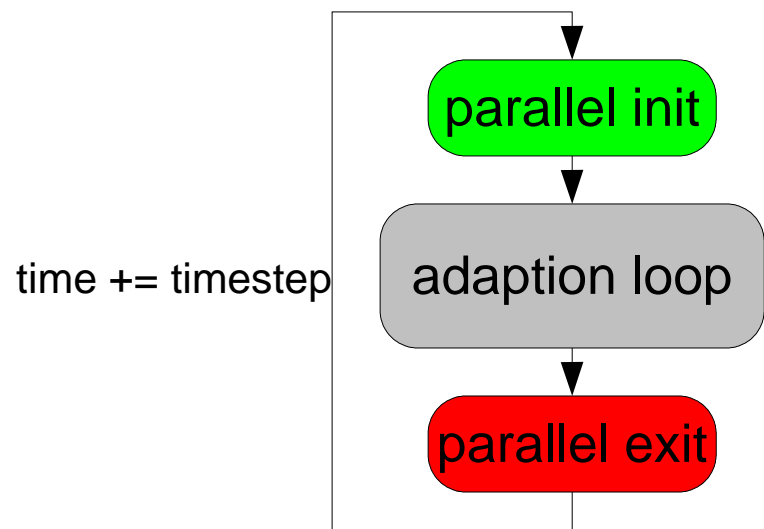 parallel init
adaption loop
time += timestep
parallel exit